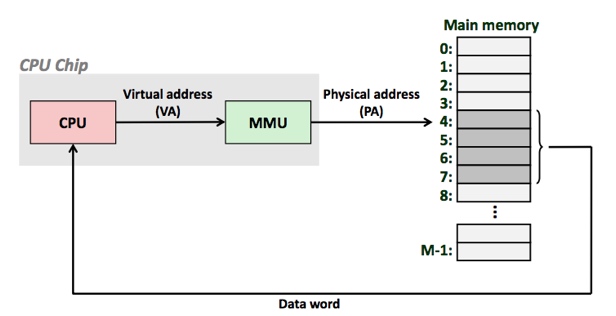 Main memory
0:
CPU Chip
1:
2:
Virtual address
(VA)
Physical address
(PA)
3:
CPU
MMU
4:
5:
6:
7:
8:
⋮
M-1:
Data word